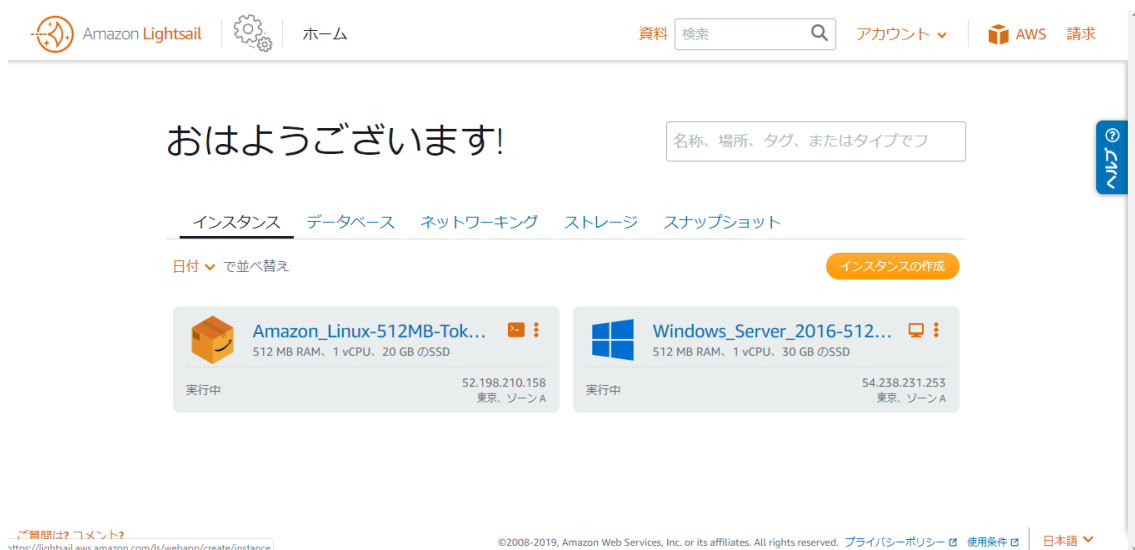 Amazon Lightsail ホーム 資料 検索 アカウント AWS 請求
おはようございます!
名称、場所、タグ、またはタイプでフ
ヘルプ
インスタンス データベース ネットワーキング ストレージ スナップショット
日付 で並べ替え
インスタンスの作成
Amazon_Linux-512MB-Tok...
512 MB RAM、1 vCPU、20 GB のSSD
実行中
52.198.210.158
東京、ゾーン A
Windows_Server_2016-512...
512 MB RAM、1 vCPU、30 GB のSSD
実行中
54.238.231.253
東京、ゾーン A
ご質問は? コメント?
https://lightsail.aws.amazon.com/ls/webapp/create/instance
©2008-2019, Amazon Web Services, Inc. or its affiliates. All rights reserved. プライバシーポリシー 使用条件 日本語